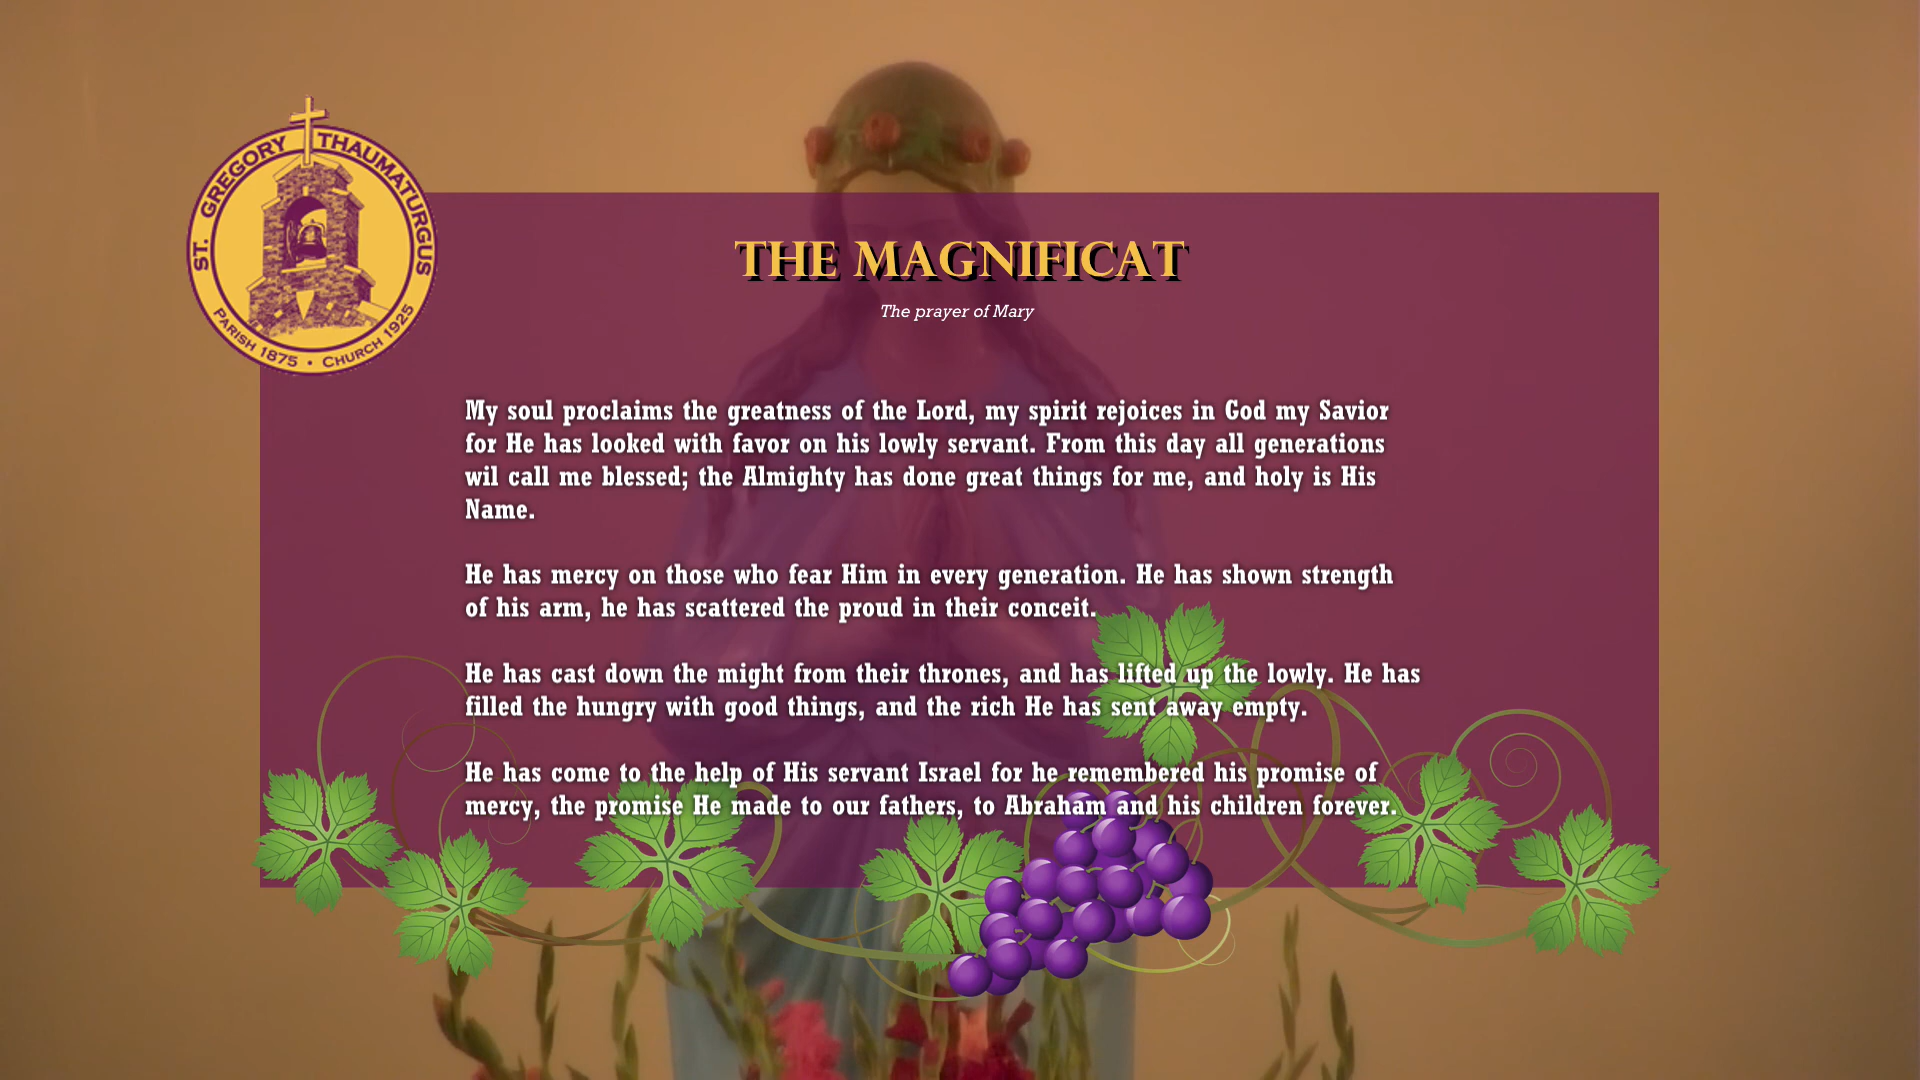 ST. GREGORY THAUMATURGUS
PARISH 1875 • CHURCH 1925
THE MAGNIFICAT
The prayer of Mary
My soul proclaims the greatness of the Lord, my spirit rejoices in God my Savior
for He has looked with favor on his lowly servant. From this day all generations
wil call me blessed; the Almighty has done great things for me, and holy is His
Name.
He has mercy on those who fear Him in every generation. He has shown strength
of his arm, he has scattered the proud in their conceit.
He has cast down the might from their thrones, and has lifted up the lowly. He has
filled the hungry with good things, and the rich He has sent away empty.
He has come to the help of His servant Israel for he remembered his promise of
mercy, the promise He made to our fathers, to Abraham and his children forever.